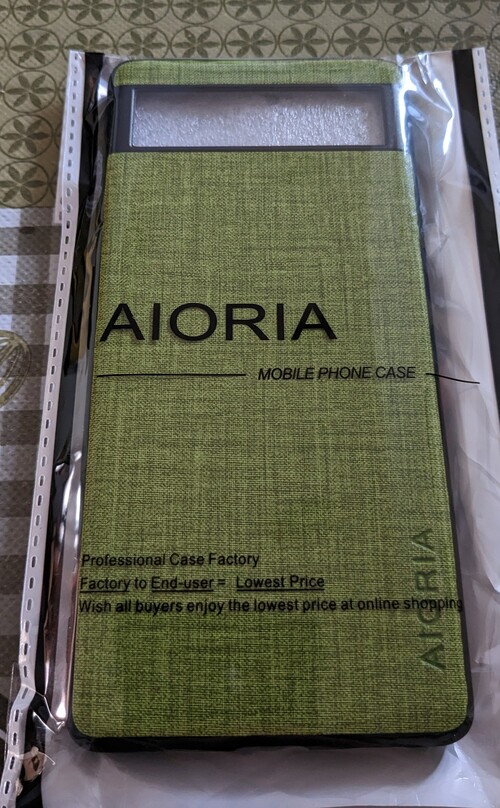 AIORIA
MOBILE PHONE CASE
Professional Case Factory
Factory to End-user = Lowest Price
Wish all buyers enjoy the lowest price at online shopping
AIORIA